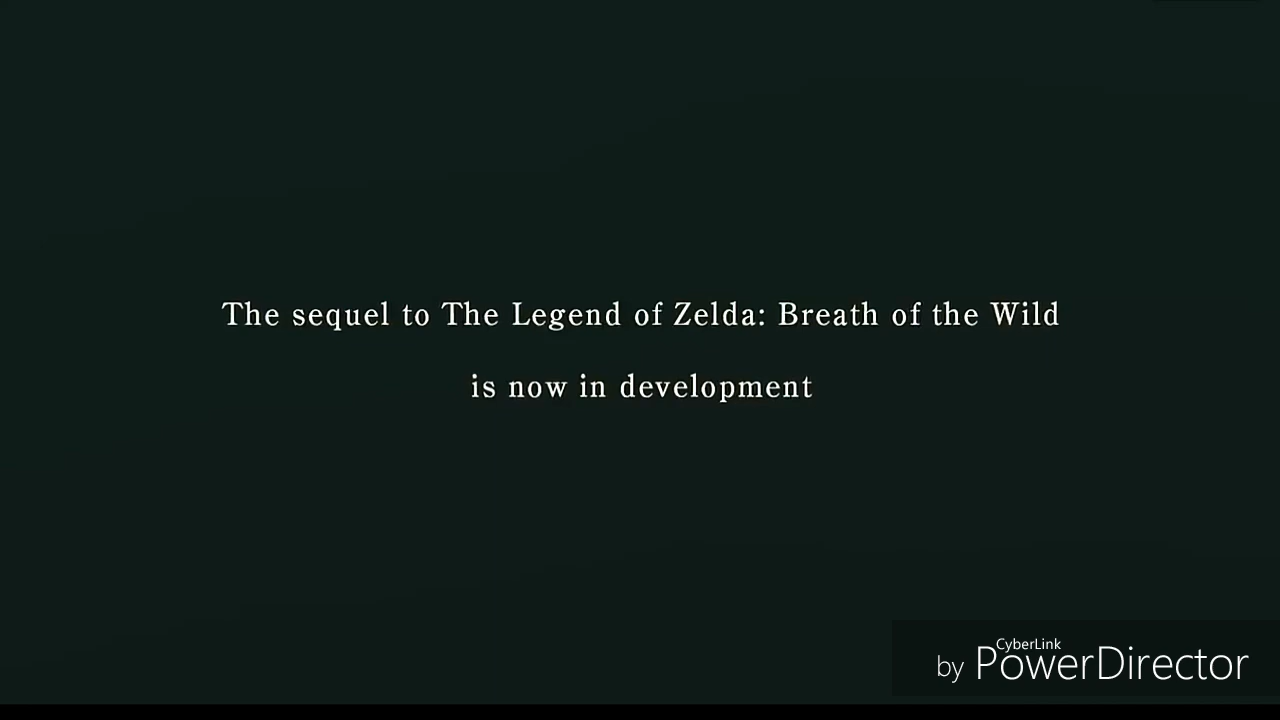 The sequel to The Legend of Zelda: Breath of the Wild
is now in development
CyberLink
by PowerDirector